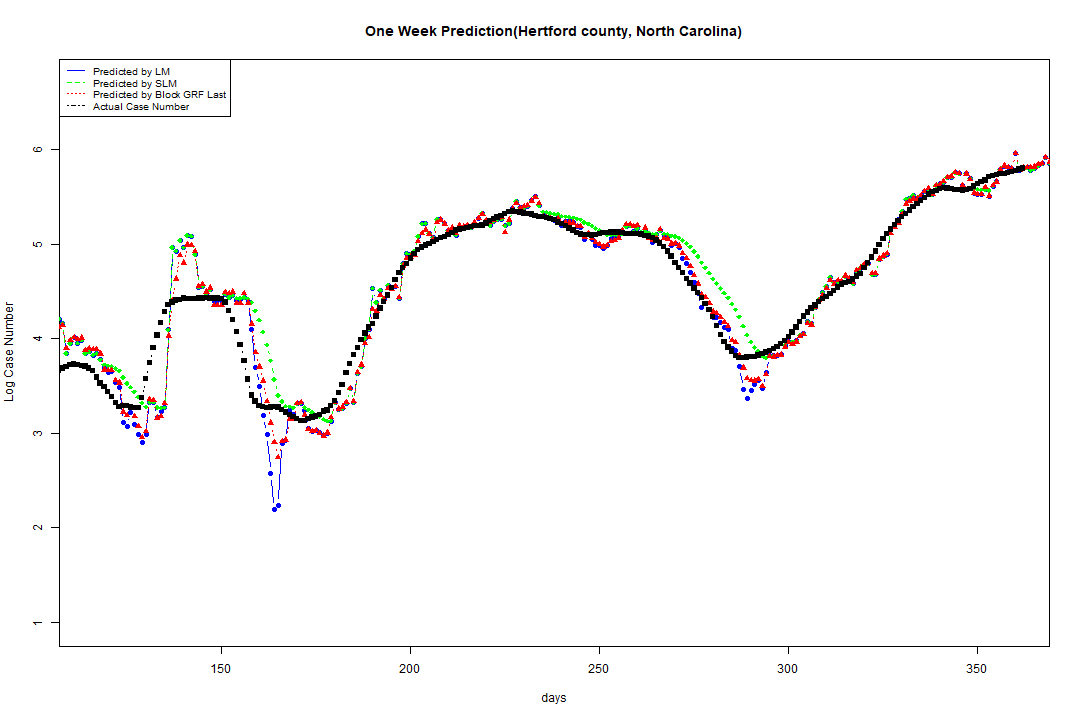 One Week Prediction(Hertford county, North Carolina)
Predicted by LM
Predicted by SLM
Predicted by Block GRF Last
Actual Case Number
Log Case Number
6
5
4
3
2
1
150 200 250 300 350
days